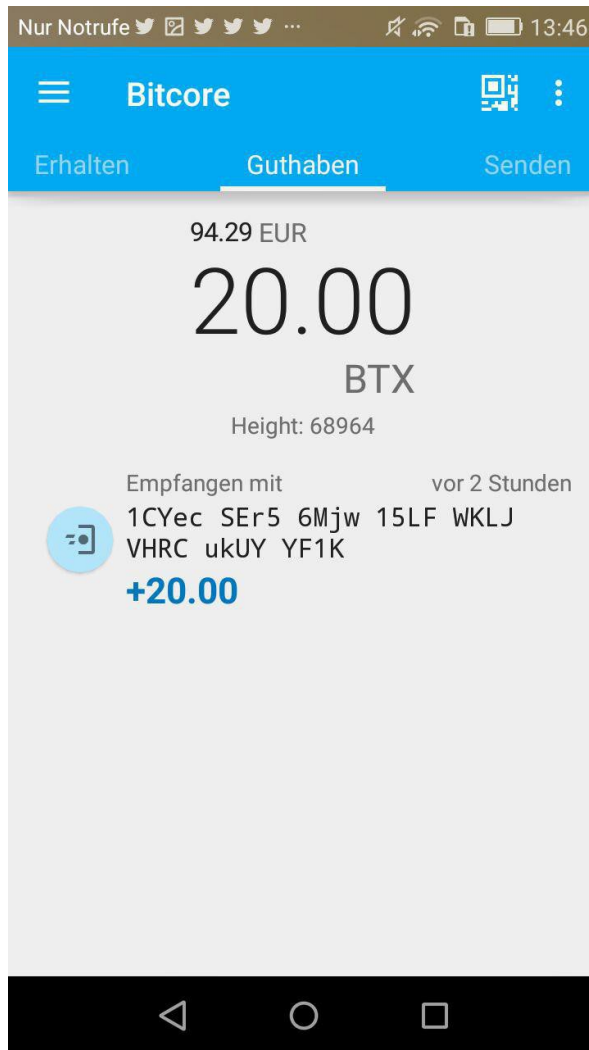 Nur Notrufe ... 13:46
Bitcore
Erhalten Guthaben Senden
94.29 EUR
20.00
BTX
Height: 68964
Empfangen mit vor 2 Stunden
1CYec SEr5 6Mjw 15LF WKLJ
VHRC ukUY YF1K
+20.00